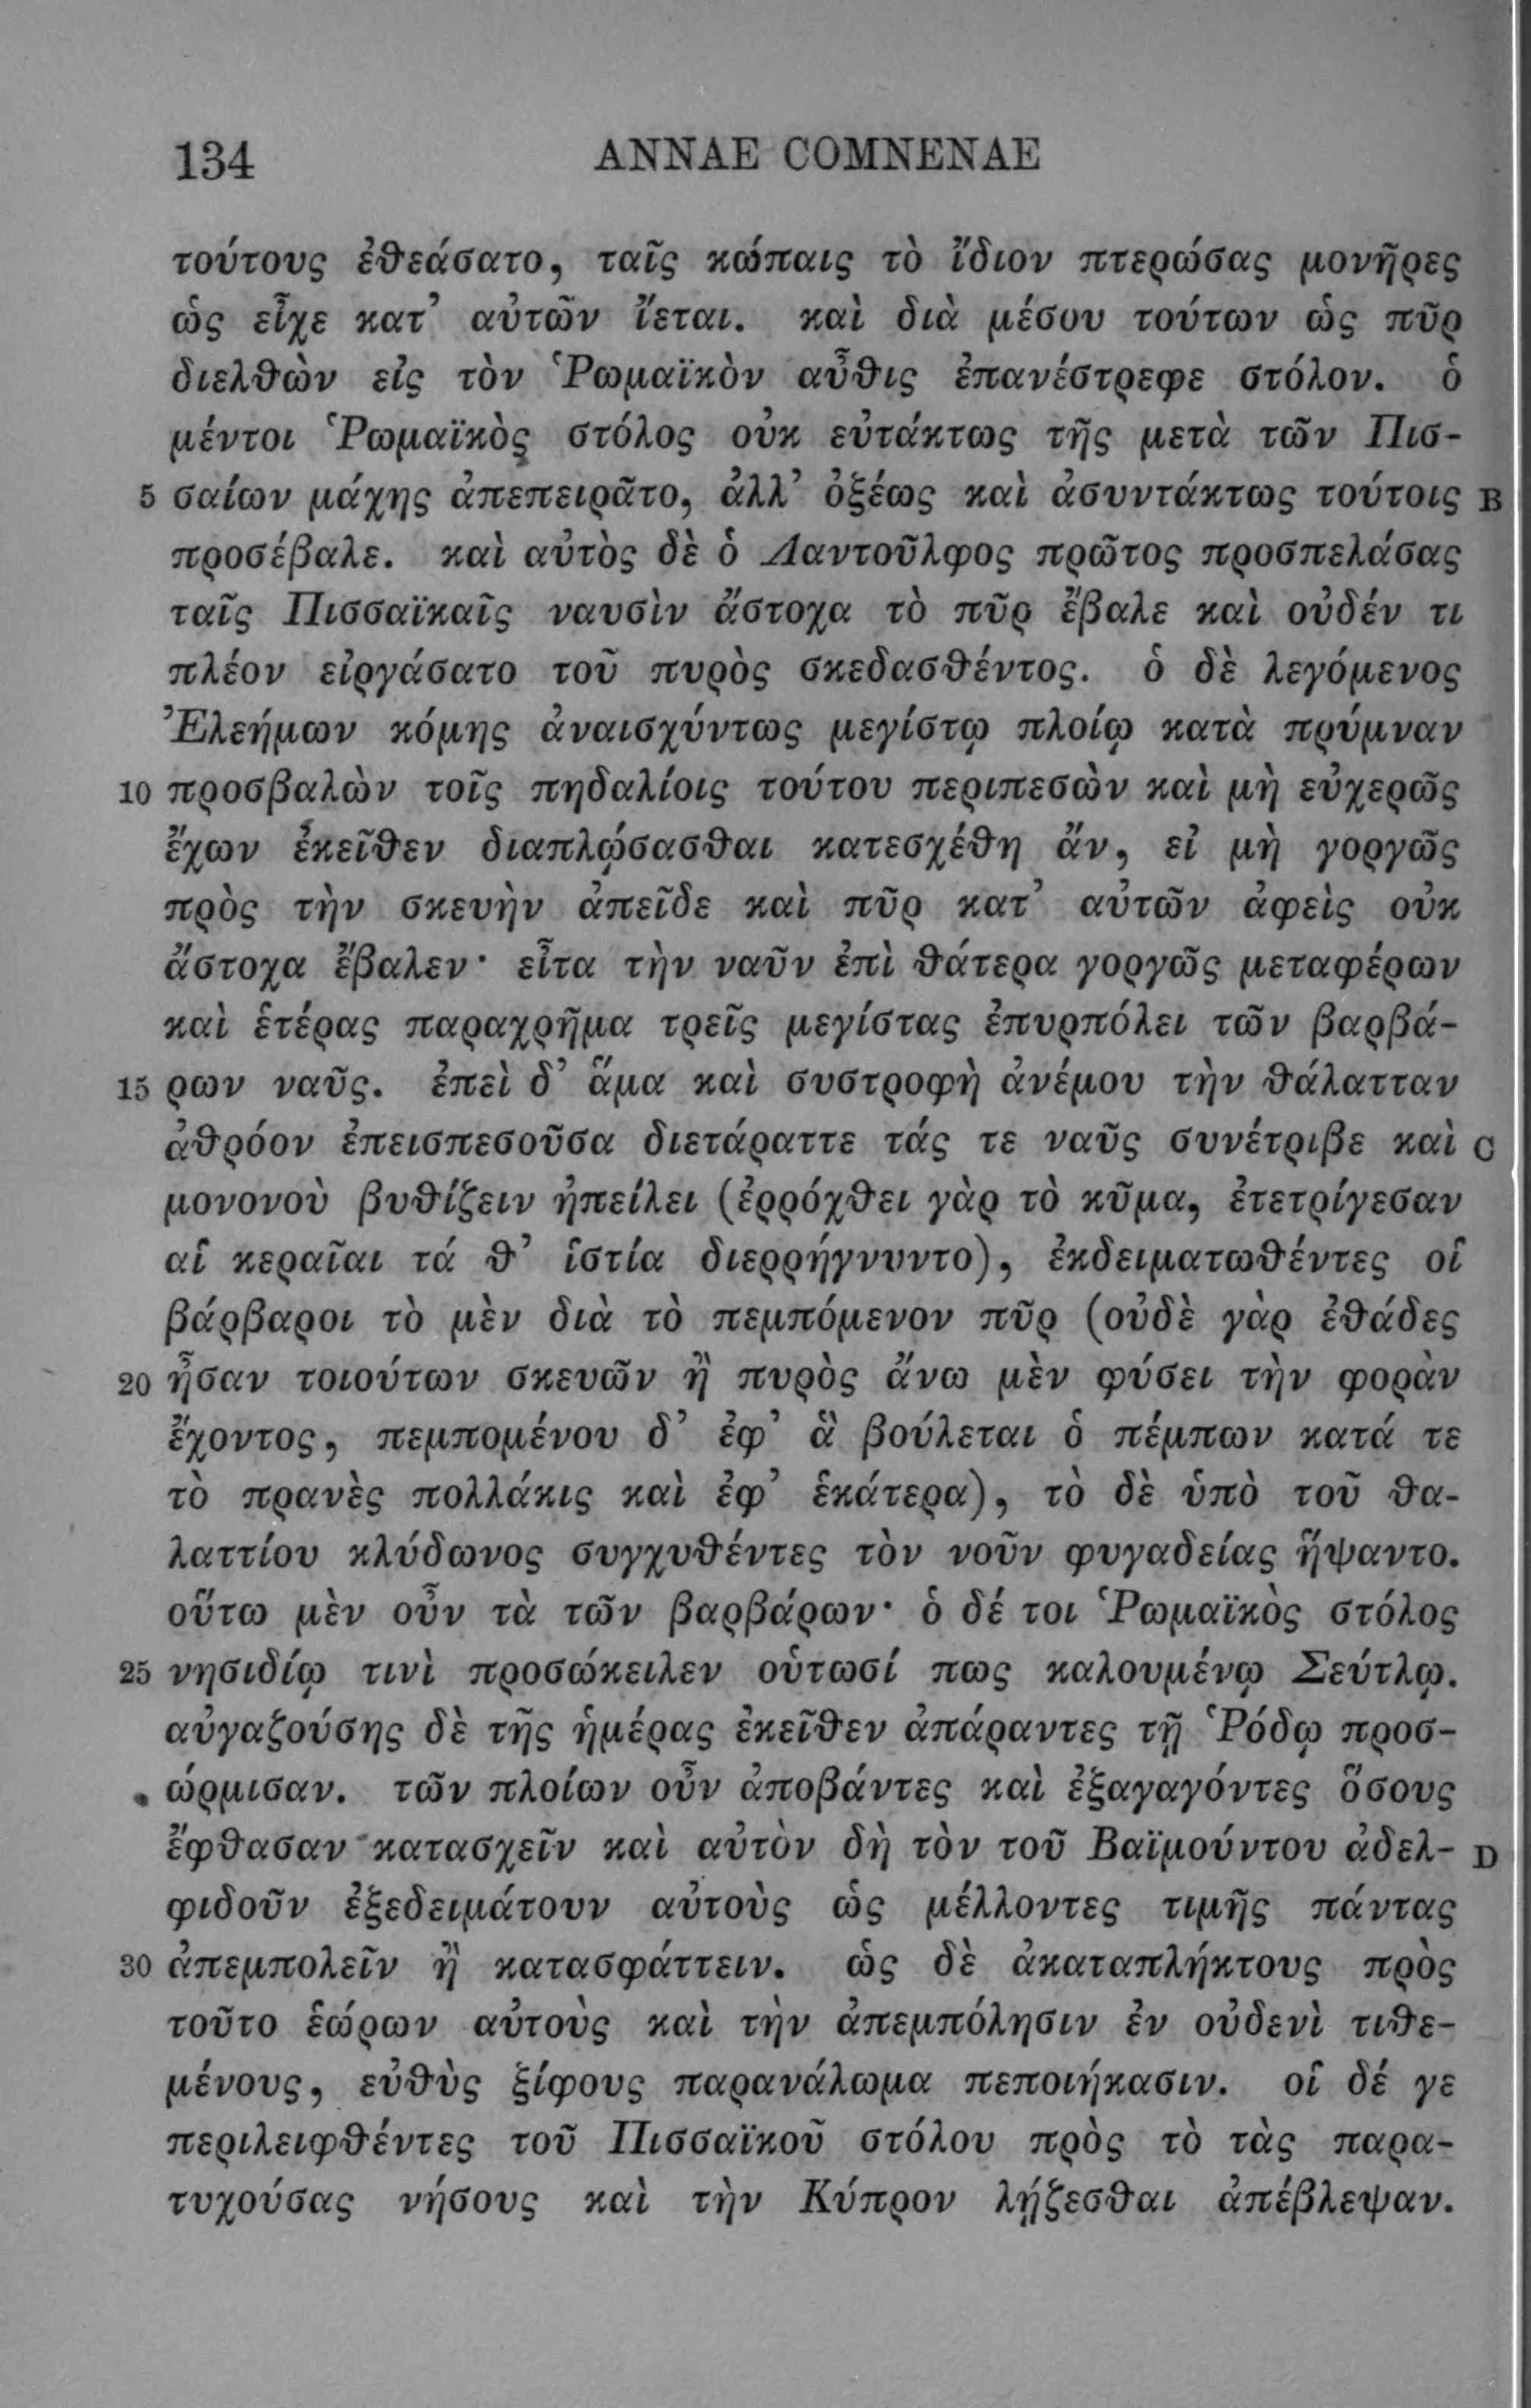 134 ANNAE COMNENAE
τούτους ἐθεάσατο, ταῖς κώπαις τὸ ἴδιον πτερώσας μονῆρες
ὡς εἶχε κατ' αὐτῶν ἵεται. καὶ διὰ μέσου τούτων ὡς πῦρ
διελθὼν εἰς τὸν Ῥωμαϊκὸν αὖθις ἐπανέστρεφε στόλον. ὁ
μέντοι Ῥωμαϊκὸς στόλος οὐκ εὐτάκτως τῆς μετὰ τῶν Πισ-
5 σαίων μάχης ἀπεπειρᾶτο, ἀλλ' ὀξέως καὶ ἀσυντάκτως τούτοις B
προσέβαλε. καὶ αὐτὸς δὲ ὁ Λαντοῦλφος πρῶτος προσπελάσας
ταῖς Πισσαϊκαῖς ναυσὶν ἄστοχα τὸ πῦρ ἔβαλε καὶ οὐδέν τι
πλέον εἰργάσατο τοῦ πυρὸς σκεδασθέντος. ὁ δὲ λεγόμενος
Ἐλεήμων κόμης ἀναισχύντως μεγίστῳ πλοίῳ κατὰ πρύμναν
10 προσβαλὼν τοῖς πηδαλίοις τούτου περιπεσὼν καὶ μὴ εὐχερῶς
ἔχων ἐκεῖθεν διαπλῴσασθαι κατεσχέθη ἄν, εἰ μὴ γοργῶς
πρὸς τὴν σκευὴν ἀπεῖδε καὶ πῦρ κατ' αὐτῶν ἀφεὶς οὐκ
ἄστοχα ἔβαλεν· εἶτα τὴν ναῦν ἐπὶ θάτερα γοργῶς μεταφέρων
καὶ ἑτέρας παραχρῆμα τρεῖς μεγίστας ἐπυρπόλει τῶν βαρβά-
15 ρων ναῦς. ἐπεὶ δ' ἅμα καὶ συστροφὴ ἀνέμου τὴν θάλατταν
ἀθρόον ἐπεισπεσοῦσα διετάραττε τάς τε ναῦς συνέτριβε καὶ C
μονονοὺ βυθίζειν ἠπείλει (ἐρρόχθει γὰρ τὸ κῦμα, ἐτετρίγεσαν
αἱ κεραῖαι τά θ' ἱστία διερρήγνυντο), ἐκδειματωθέντες οἱ
βάρβαροι τὸ μὲν διὰ τὸ πεμπόμενον πῦρ (οὐδὲ γὰρ ἐθάδες
20 ἦσαν τοιούτων σκευῶν ἢ πυρὸς ἄνω μὲν φύσει τὴν φορὰν
ἔχοντος, πεμπομένου δ' ἐφ' ἃ βούλεται ὁ πέμπων κατά τε
τὸ πρανὲς πολλάκις καὶ ἐφ' ἑκάτερα), τὸ δὲ ὑπὸ τοῦ θα-
λαττίου κλύδωνος συγχυθέντες τὸν νοῦν φυγαδείας ἥψαντο.
οὕτω μὲν οὖν τὰ τῶν βαρβάρων· ὁ δέ τοι Ῥωμαϊκὸς στόλος
25 νησιδίῳ τινὶ προσώκειλεν οὑτωσί πως καλουμένῳ Σεύτλῳ.
αὐγαζούσης δὲ τῆς ἡμέρας ἐκεῖθεν ἀπάραντες τῇ Ῥόδῳ προσ-
ώρμισαν. τῶν πλοίων οὖν ἀποβάντες καὶ ἐξαγαγόντες ὅσους
ἔφθασαν κατασχεῖν καὶ αὐτὸν δὴ τὸν τοῦ Βαϊμούντου ἀδελ- D
φιδοῦν ἐξεδειμάτουν αὐτοὺς ὡς μέλλοντες τιμῆς πάντας
30 ἀπεμπολεῖν ἢ κατασφάττειν. ὡς δὲ ἀκαταπλήκτους πρὸς
τοῦτο ἑώρων αὐτοὺς καὶ τὴν ἀπεμπόλησιν ἐν οὐδενὶ τιθε-
μένους, εὐθὺς ξίφους παρανάλωμα πεποιήκασιν. οἱ δέ γε
περιλειφθέντες τοῦ Πισσαϊκοῦ στόλου πρὸς τὸ τὰς παρα-
τυχούσας νήσους καὶ τὴν Κύπρον λῄζεσθαι ἀπέβλεψαν.